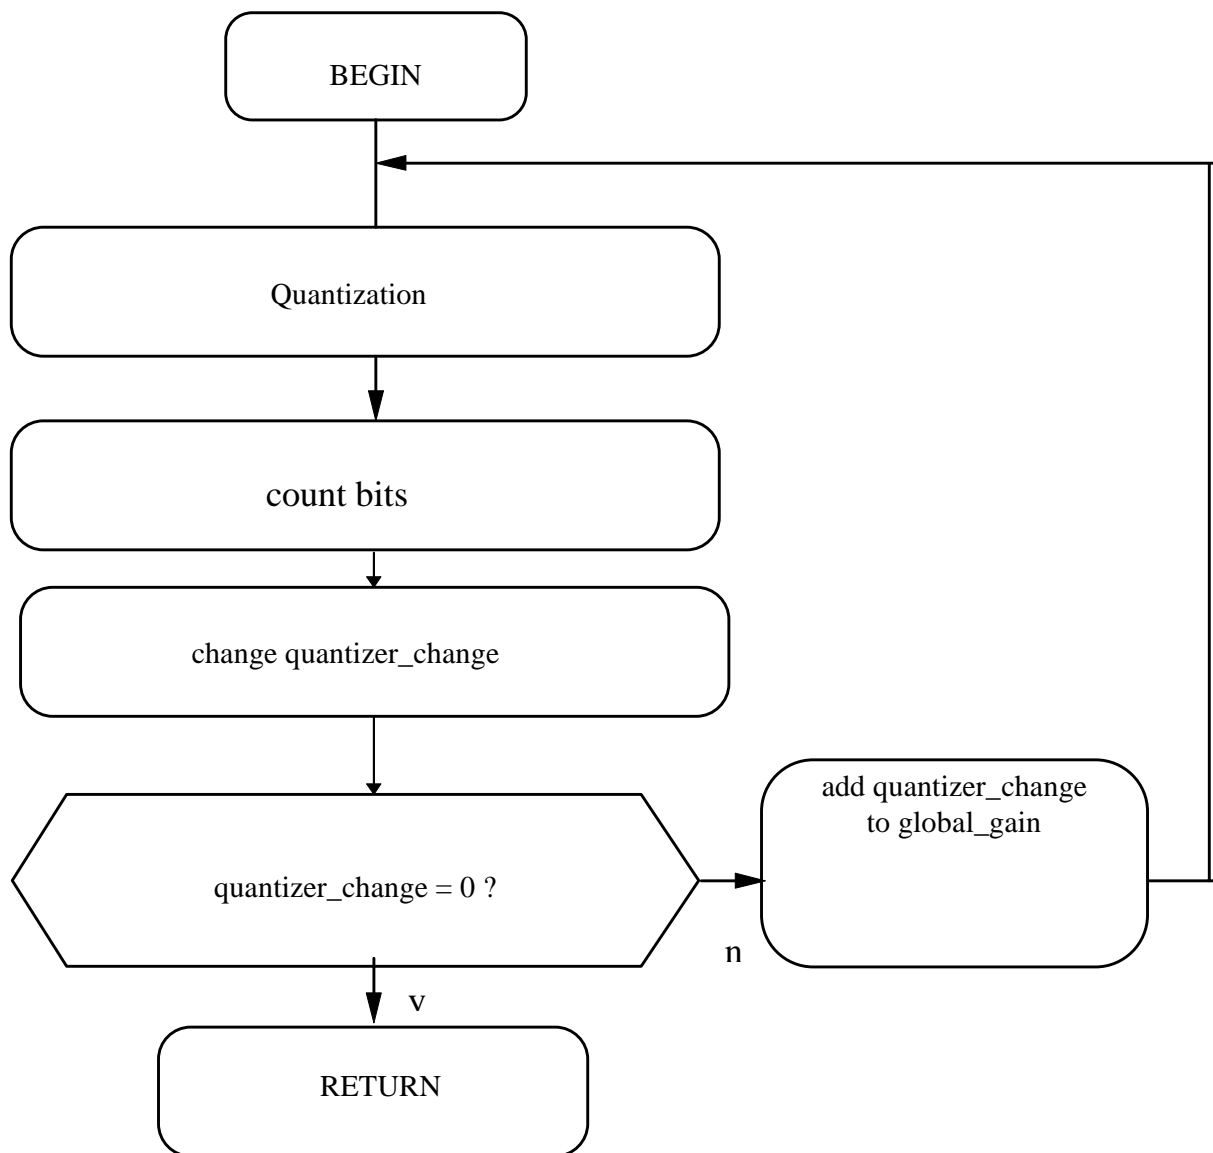 BEGIN
Quantization
count bits
change quantizer_change
add quantizer_change
to global_gain
quantizer_change = 0 ?
n
v
RETURN